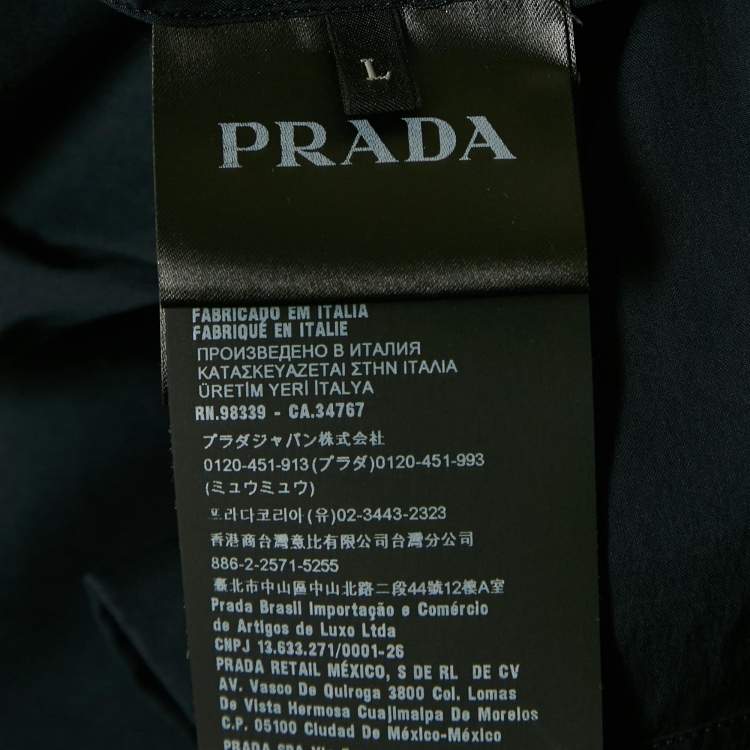 L
PRADA
FABRICADO EM ITALIA
FABRIQUÉ EN ITALIE
ПРОИЗВЕДЕНО В ИТАЛИЯ
ΚΑΤΑΣΚΕΥΑΖΕΤΑΙ ΣΤΗΝ ΙΤΑΛΙΑ
ÜRETİM YERİ İTALYA
RN.98339 - CA.34767
プラダジャパン株式会社
0120-451-913(プラダ)0120-451-993
(ミュウミュウ)
프라다코리아(유)02-3443-2323
香港商台灣意比有限公司台灣分公司
886-2-2571-5255
臺北市中山區中山北路二段44號12樓A室
Prada Brasil Importação e Comércio
de Artigos de Luxo Ltda
CNPJ 13.633.271/0001-26
PRADA RETAIL MÉXICO, S DE RL DE CV
AV. Vasco De Quiroga 3800 Col. Lomas
De Vista Hermosa Cuajimalpa De Morelos
C.P. 05100 Ciudad De México-México
PRADA SPA